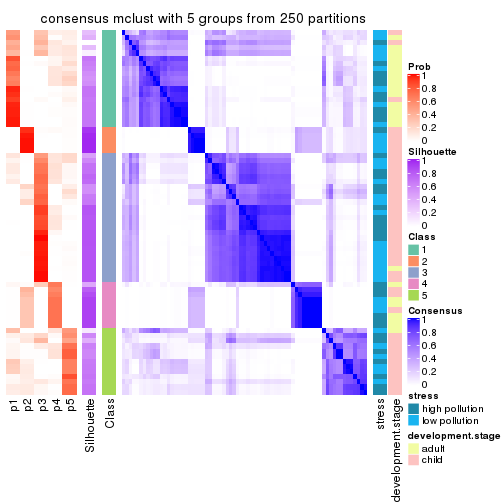 consensus mclust with 5 groups from 250 partitions
Prob
1
0.8
0.6
0.4
0.2
0
Silhouette
1
0.8
0.6
0.4
0.2
0
Class
1
2
3
4
5
Consensus
1
0.8
0.6
0.4
0.2
0
stress
high pollution
low pollution
development.stage
adult
child
p1
p2
p3
p4
p5
Silhouette
Class
stress
development.stage